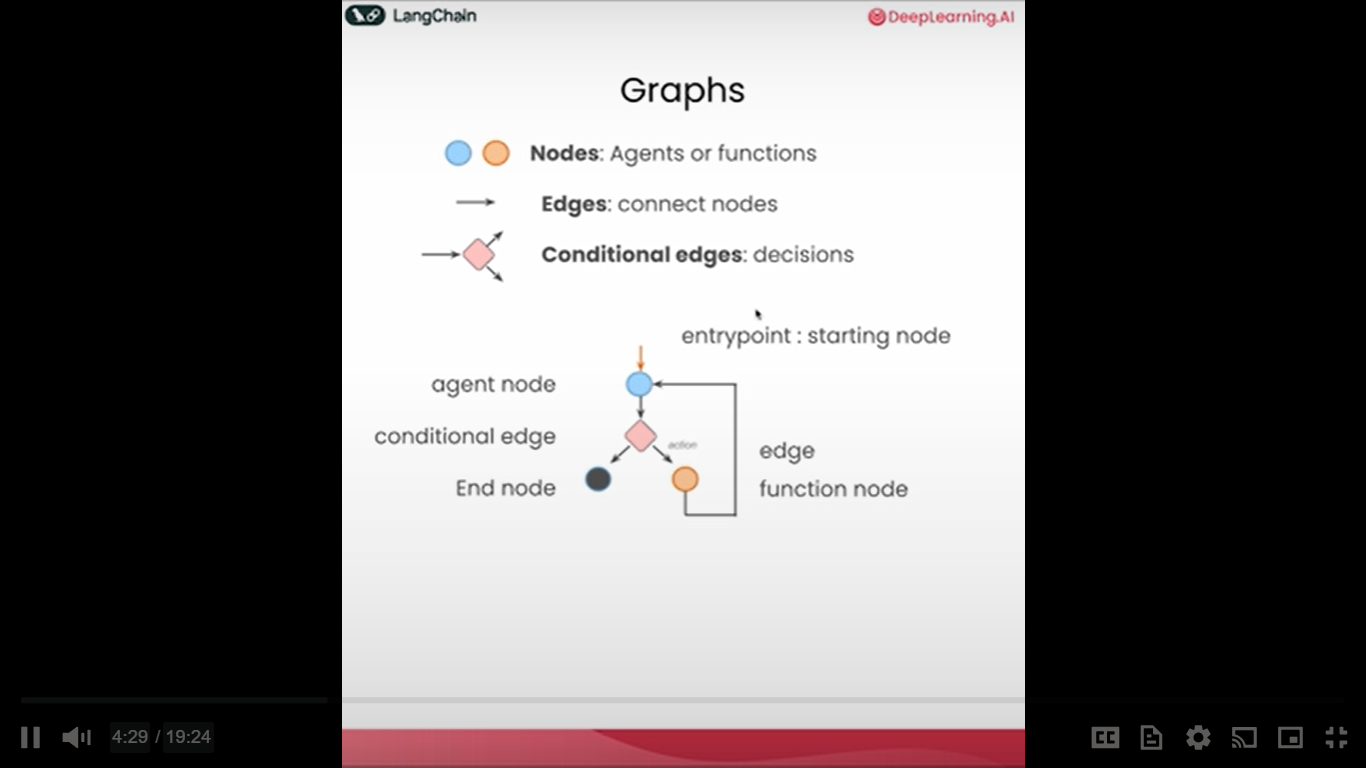 LangChain
DeepLearning.AI
Graphs
Nodes: Agents or functions
Edges: connect nodes
Conditional edges: decisions
entrypoint : starting node
agent node
conditional edge
action
edge
End node
function node
4:29 / 19:24
CC